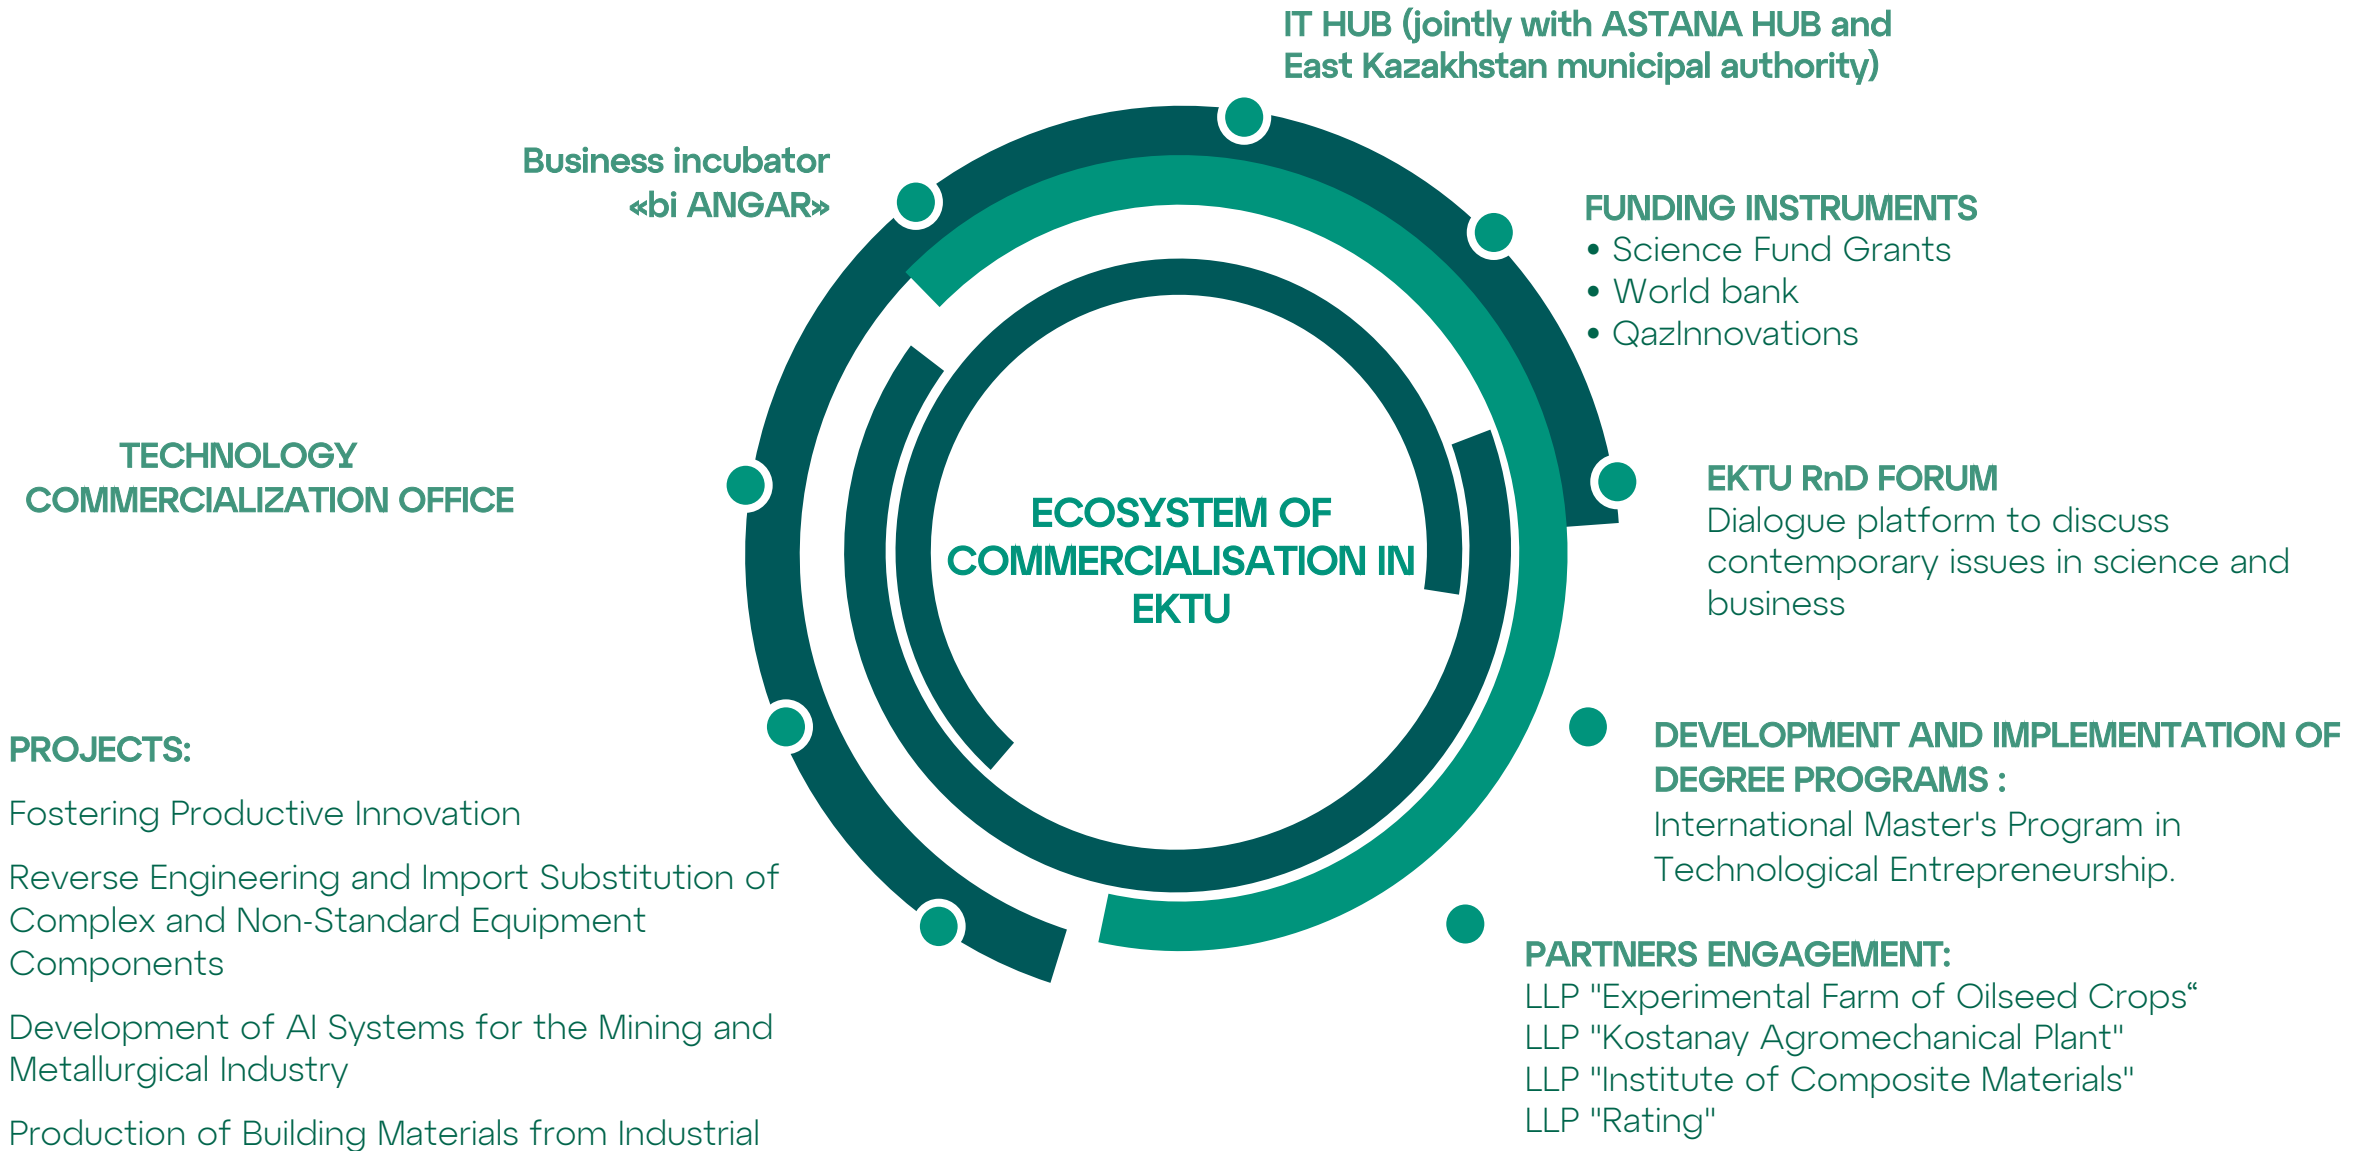 IT HUB (jointly with ASTANA HUB and
East Kazakhstan municipal authority)
Business incubator
«bi ANGAR»
FUNDING INSTRUMENTS
• Science Fund Grants
• World bank
• QazInnovations
TECHNOLOGY
COMMERCIALIZATION OFFICE
EKTU RnD FORUM
Dialogue platform to discuss
contemporary issues in science and
business
ECOSYSTEM OF
COMMERCIALISATION IN
EKTU
PROJECTS:
Fostering Productive Innovation
Reverse Engineering and Import Substitution of
Complex and Non-Standard Equipment
Components
Development of AI Systems for the Mining and
Metallurgical Industry
Production of Building Materials from Industrial
DEVELOPMENT AND IMPLEMENTATION OF
DEGREE PROGRAMS :
International Master's Program in
Technological Entrepreneurship.
PARTNERS ENGAGEMENT:
LLP "Experimental Farm of Oilseed Crops“
LLP "Kostanay Agromechanical Plant"
LLP "Institute of Composite Materials"
LLP "Rating"